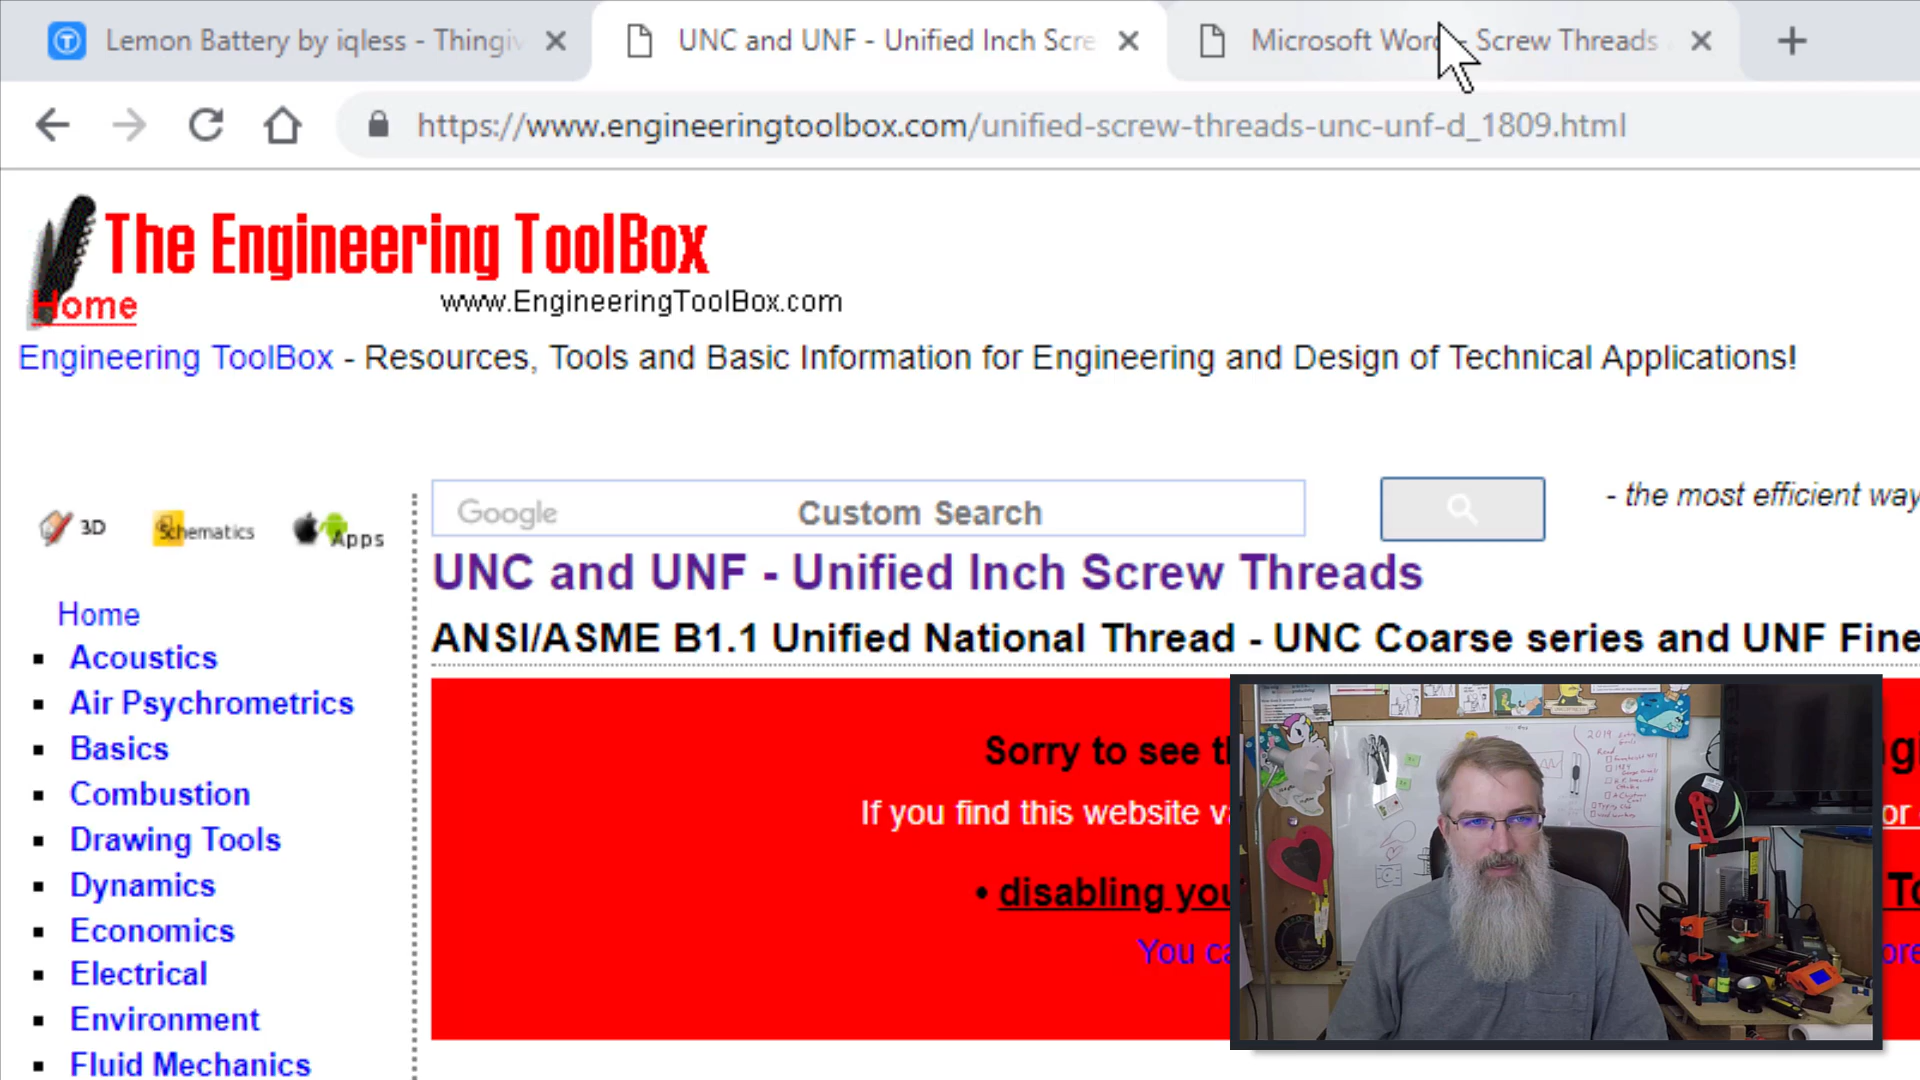 Lemon Battery by iqless - Thingiv
UNC and UNF - Unified Inch Scre
Microsoft Word - Screw Threads
https://www.engineeringtoolbox.com/unified-screw-threads-unc-unf-d_1809.html
The Engineering ToolBox
Home
www.EngineeringToolBox.com
Engineering ToolBox - Resources, Tools and Basic Information for Engineering and Design of Technical Applications!
3D
Schematics
Apps
Google Custom Search
- the most efficient way
UNC and UNF - Unified Inch Screw Threads
ANSI/ASME B1.1 Unified National Thread - UNC Coarse series and UNF Fine
Home
Acoustics
Air Psychrometrics
Basics
Combustion
Drawing Tools
Dynamics
Economics
Electrical
Environment
Fluid Mechanics
Sorry to see
If you find this website
• disabling you
You
2019
Read